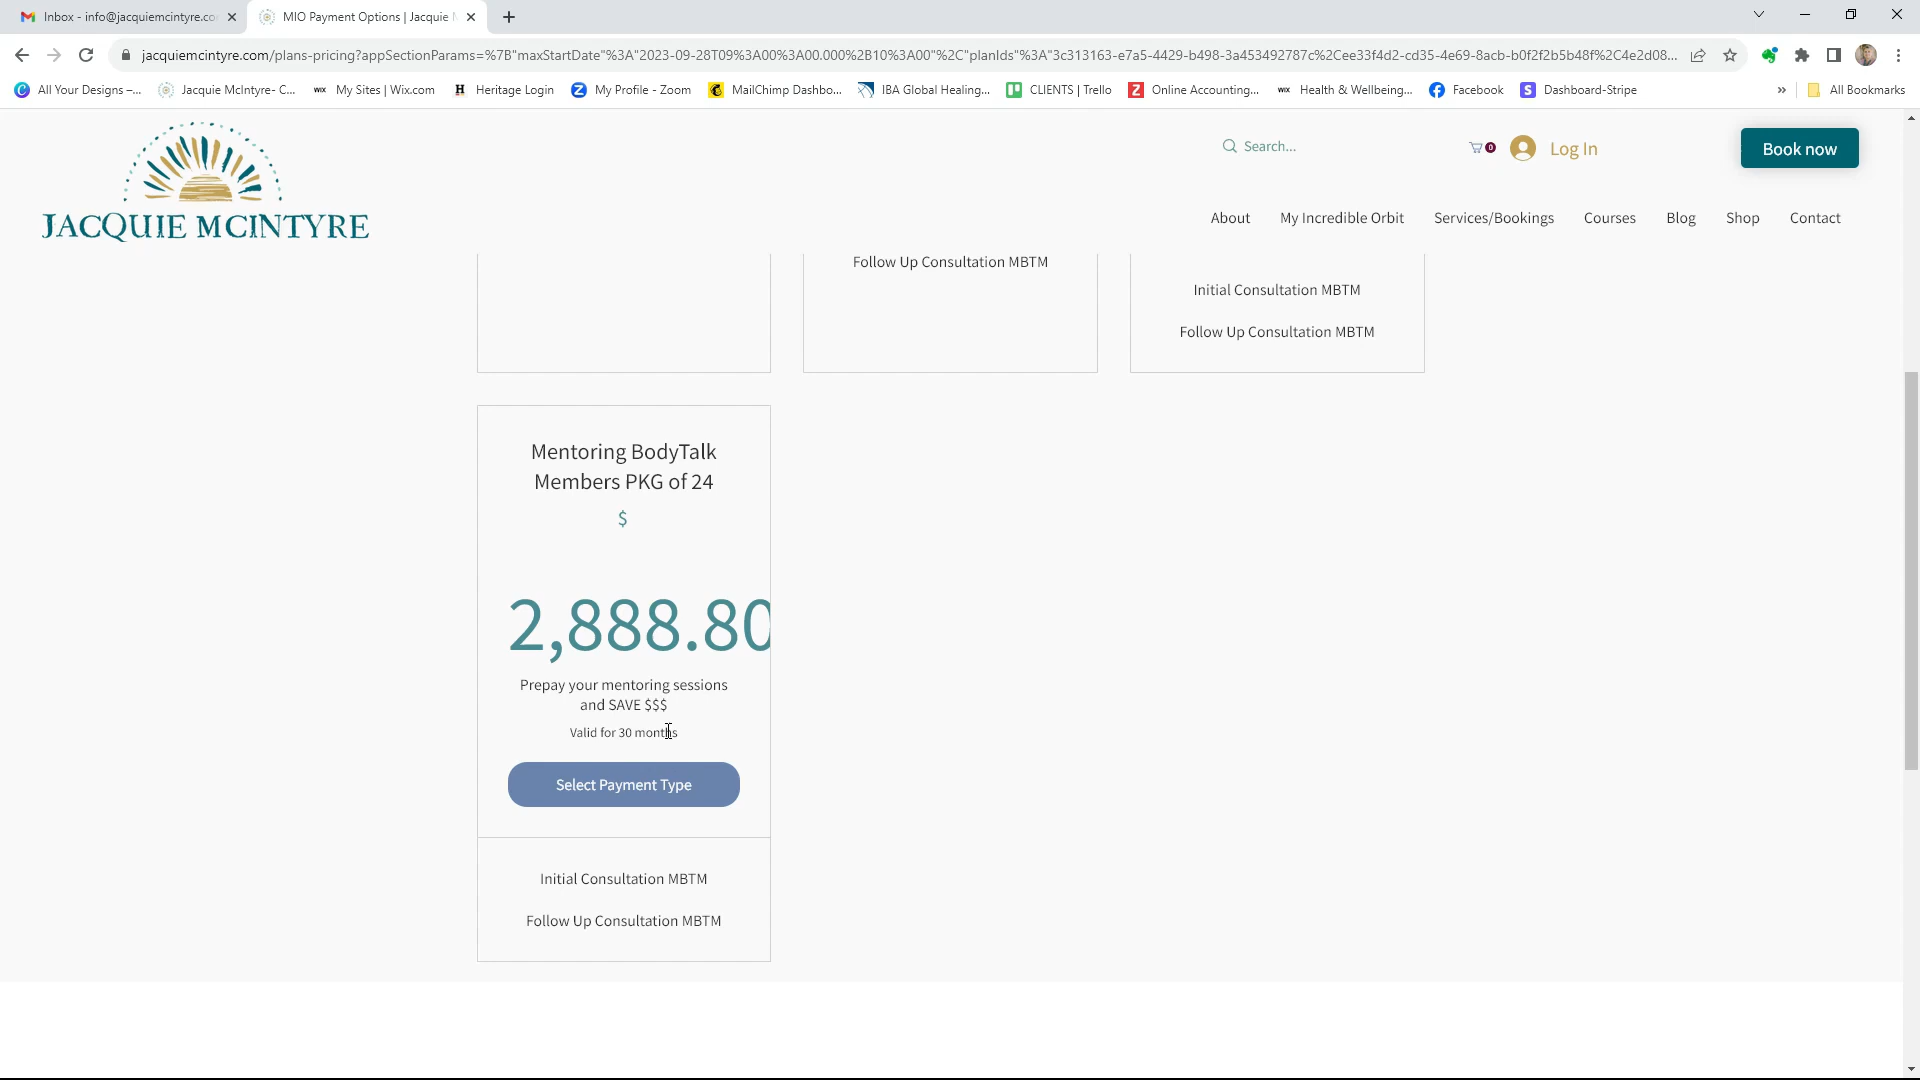 Inbox - info@jacquiemcintyre.co
MIO Payment Options | Jacquie M
jacquiemcintyre.com/plans-pricing?appSectionParams=%7B"maxStartDate"%3A"2023-09-28T09%3A00%3A00.000%2B10%3A00"%2C"planIds"%3A"3c313163-e7a5-4429-b498-3a453492787c%2Cee33f4d2-cd35-4e69-8acb-b0f2f2b5b48f%2C4e2d08...
All Your Designs –...
Jacquie McIntyre- C...
WIX My Sites | Wix.com
H Heritage Login
Z My Profile - Zoom
MailChimp Dashbo...
IBA Global Healing...
CLIENTS | Trello
Z Online Accounting...
WIX Health & Wellbeing...
Facebook
S Dashboard-Stripe
»
All Bookmarks
JACQUIE MCINTYRE
Search...
0
Log In
Book now
About
My Incredible Orbit
Services/Bookings
Courses
Blog
Shop
Contact
Follow Up Consultation MBTM
Initial Consultation MBTM
Follow Up Consultation MBTM
Mentoring BodyTalk
Members PKG of 24
$
2,888.80
Prepay your mentoring sessions
and SAVE $$$
Valid for 30 months
Select Payment Type
Initial Consultation MBTM
Follow Up Consultation MBTM